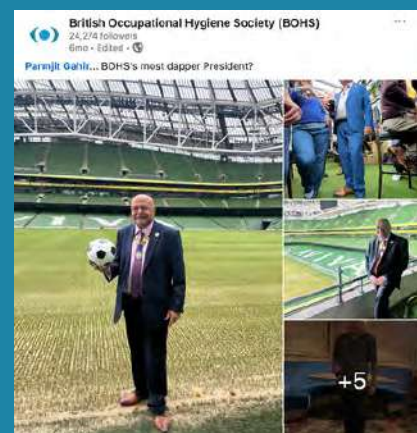 British Occupational Hygiene Society (BOHS)
24,274 followers
6mo • Edited •
Parmjit Gahir... BOHS's most dapper President?
+5